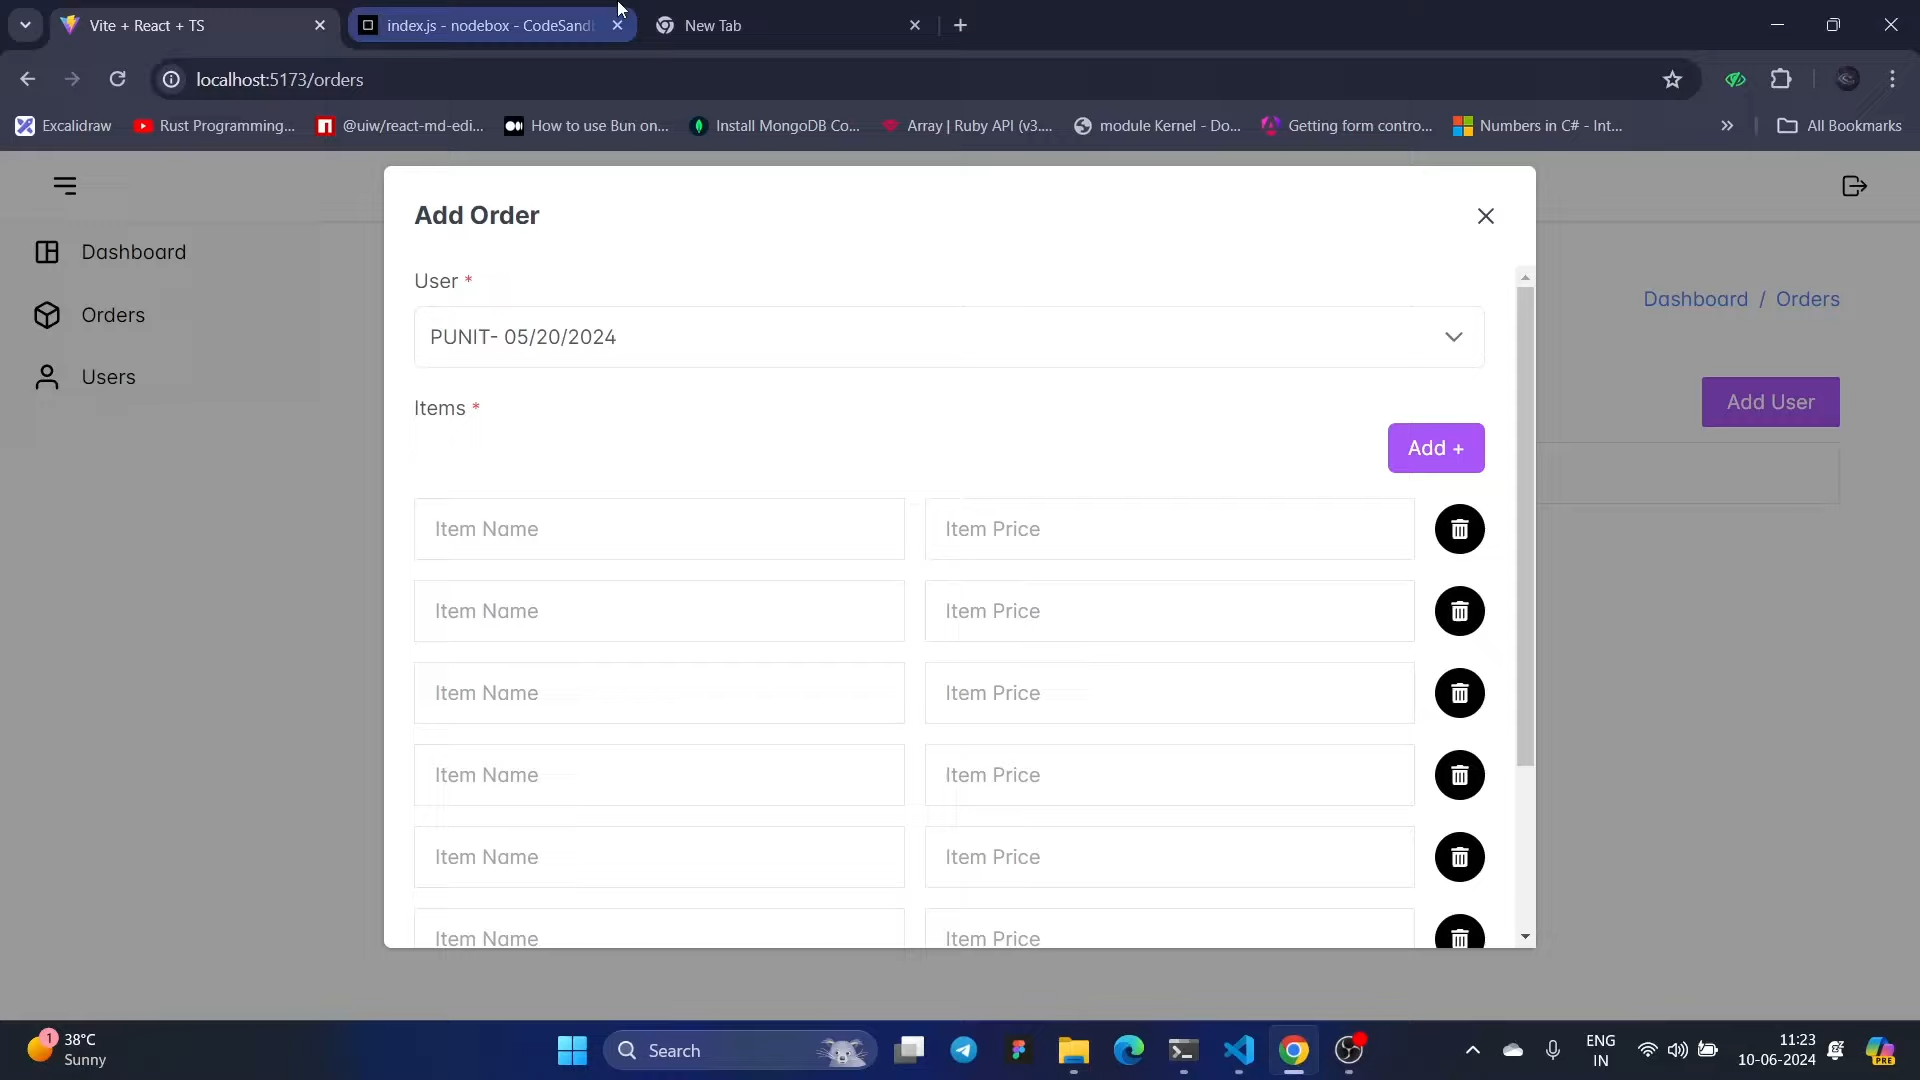 Vite + React + TS
index.js - nodebox - CodeSand
New Tab
localhost:5173/orders
Excalidraw
Rust Programming...
@uiw/react-md-edi...
How to use Bun on...
Install MongoDB Co...
Array | Ruby API (v3....
module Kernel - Do...
Getting form contro...
Numbers in C# - Int...
All Bookmarks
Add Order
Dashboard
Orders
Users
User *
PUNIT- 05/20/2024
Dashboard / Orders
Items *
Add User
Add +
Item Name Item Price
Item Name Item Price
Item Name Item Price
Item Name Item Price
Item Name Item Price
Item Name Item Price
1
38°C
Sunny
Search
ENG
IN
11:23
10-06-2024
PRE